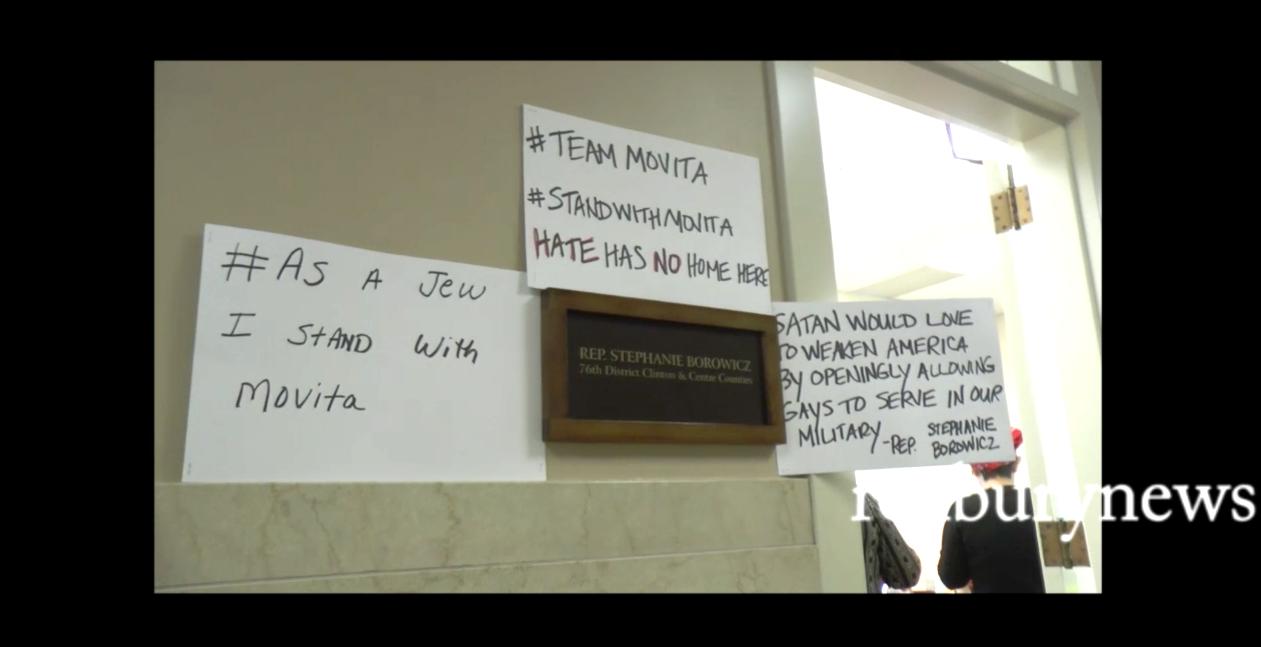 #AS A Jew
I STAND With
Movita
#TEAM MOVITA
#STANDWITHMOVITA
HATE HAS NO HOME HERE
REP. STEPHANIE BOROWICZ
76th District Clinton & Centre Counties
SATAN WOULD LOVE
TO WEAKEN AMERICA
BY OPENINGLY ALLOWING
GAYS TO SERVE IN OUR
MILITARY -REP. STEPHANIE
BOROWICZ
roxburynews